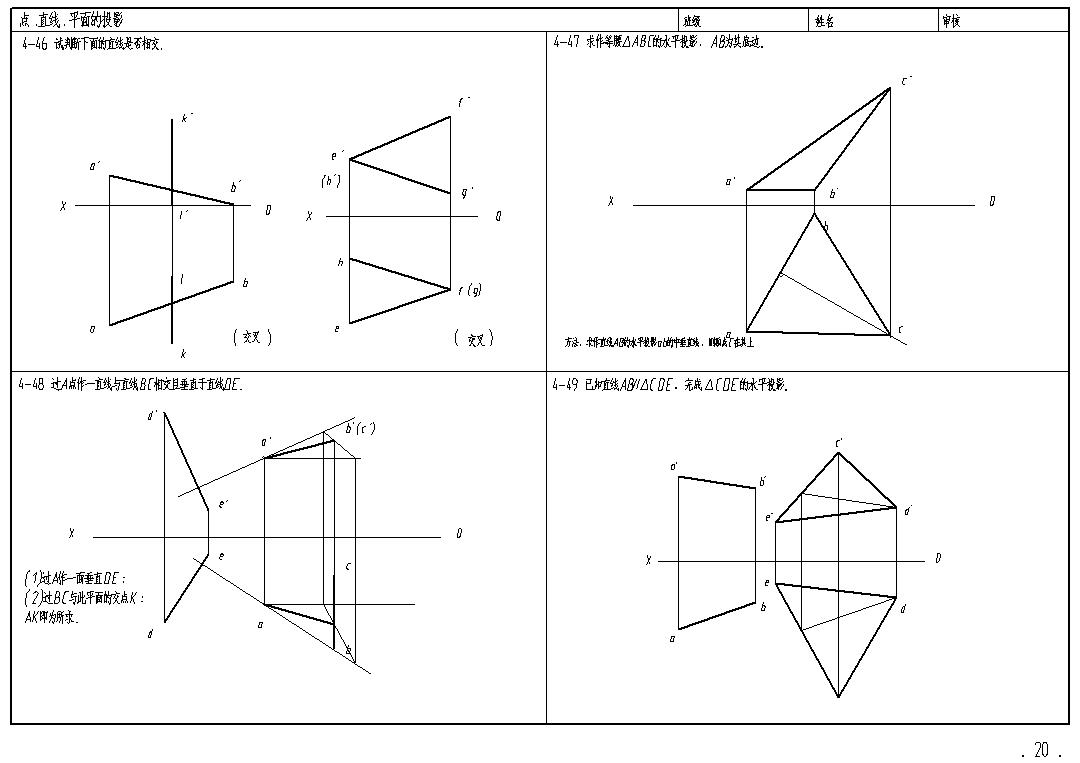 点.直线.平面的投影 班级 姓名 审核
4-46 试判断下面的直线是否相交.
k'
a'
b'
X
O
l'
l
b
a
k
(交叉)
f'
e'
(h')
g'
X
O
h
f(g)
e
(交叉)
4-47 求作等腰△ABC的水平投影, AB为其底边.
c'
a'
b'
X
O
b
a
c
4-48 过A点作一直线与直线BC相交且垂直于直线DE.
d'
a'
b'(c')
e'
X
O
e
c
(1)过A作一面垂直DE;
(2)过BC与此平面的交点K;
AK即为所求.
a
b
d
4-49 已知直线AB//△CDE, 完成△CDE的水平投影.
c'
a'
b'
e'
d'
X
O
e
b
d
a
.20.